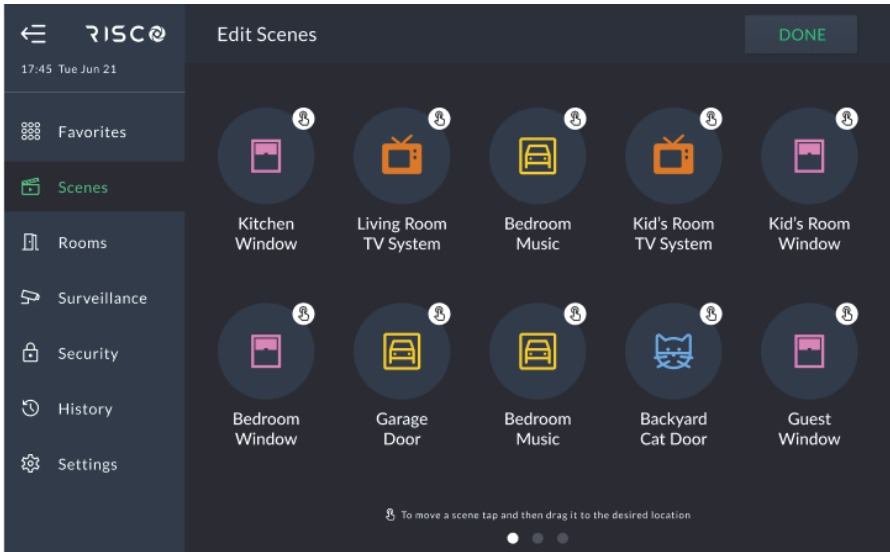 RISCO
17:45 Tue Jun 21
Favorites
Scenes
Rooms
Surveillance
Security
History
Settings
Edit Scenes
DONE
Kitchen
Window
Living Room
TV System
Bedroom
Music
Kid's Room
TV System
Kid's Room
Window
Bedroom
Window
Garage
Door
Bedroom
Music
Backyard
Cat Door
Guest
Window
To move a scene tap and then drag it to the desired location